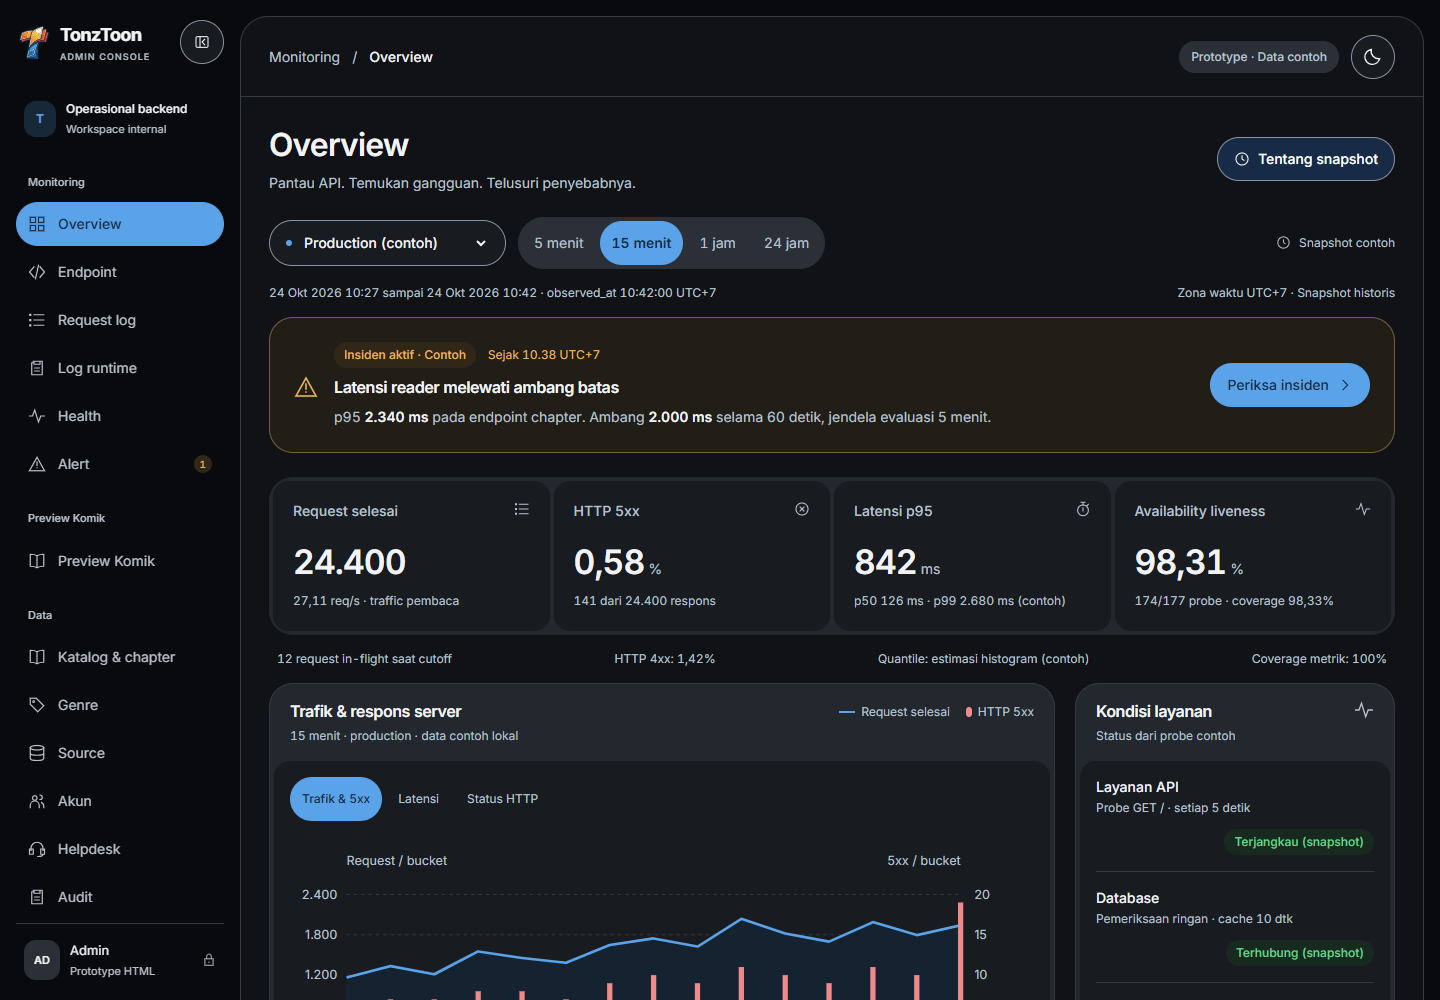 TonzToon
ADMIN CONSOLE
T
Operasional backend
Workspace internal
Monitoring
Overview
Endpoint
Request log
Log runtime
Health
Alert
1
Preview Komik
Preview Komik
Data
Katalog & chapter
Genre
Source
Akun
Helpdesk
Audit
AD
Admin
Prototype HTML
Monitoring / Overview
Prototype · Data contoh
Overview
Pantau API. Temukan gangguan. Telusuri penyebabnya.
Tentang snapshot
Production (contoh)
5 menit
15 menit
1 jam
24 jam
Snapshot contoh
24 Okt 2026 10:27 sampai 24 Okt 2026 10:42 · observed_at 10:42:00 UTC+7
Zona waktu UTC+7 · Snapshot historis
Insiden aktif · Contoh
Sejak 10.38 UTC+7
Latensi reader melewati ambang batas
p95 2.340 ms pada endpoint chapter. Ambang 2.000 ms selama 60 detik, jendela evaluasi 5 menit.
Periksa insiden
Request selesai
24.400
27,11 req/s · traffic pembaca
HTTP 5xx
0,58 %
141 dari 24.400 respons
Latensi p95
842 ms
p50 126 ms · p99 2.680 ms (contoh)
Availability liveness
98,31 %
174/177 probe · coverage 98,33%
12 request in-flight saat cutoff
HTTP 4xx: 1,42%
Quantile: estimasi histogram (contoh)
Coverage metrik: 100%
Trafik & respons server
15 menit · production · data contoh lokal
Request selesai
HTTP 5xx
Trafik & 5xx
Latensi
Status HTTP
Request / bucket
5xx / bucket
2.400
20
1.800
15
1.200
10
Kondisi layanan
Status dari probe contoh
Layanan API
Probe GET / · setiap 5 detik
Terjangkau (snapshot)
Database
Pemeriksaan ringan · cache 10 dtk
Terhubung (snapshot)